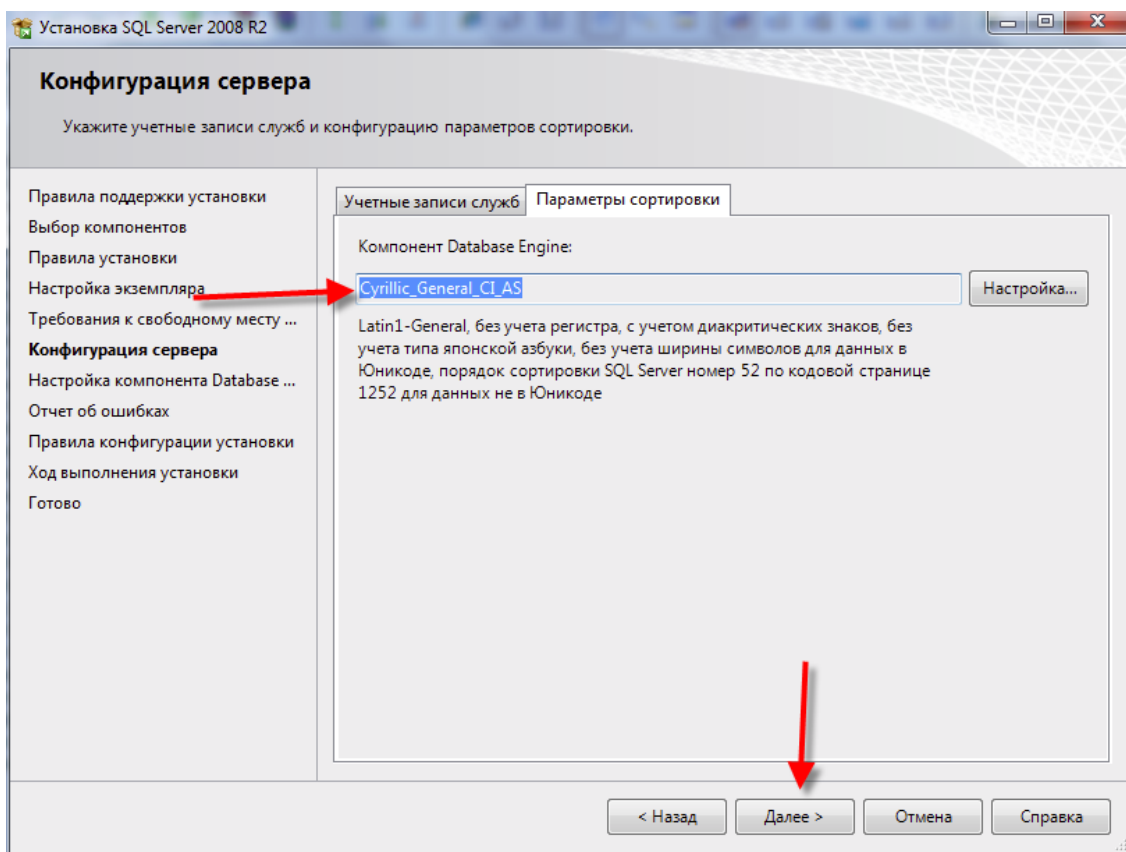 Установка SQL Server 2008 R2
Конфигурация сервера
Укажите учетные записи служб и конфигурацию параметров сортировки.
Правила поддержки установки
Выбор компонентов
Правила установки
Настройка экземпляра
Требования к свободному месту ...
Конфигурация сервера
Настройка компонента Database ...
Отчет об ошибках
Правила конфигурации установки
Ход выполнения установки
Готово
Учетные записи служб
Параметры сортировки
Компонент Database Engine:
Cyrillic_General_CI_AS
Настройка...
Latin1-General, без учета регистра, с учетом диакритических знаков, без
учета типа японской азбуки, без учета ширины символов для данных в
Юникоде, порядок сортировки SQL Server номер 52 по кодовой странице
1252 для данных не в Юникоде
< Назад
Далее >
Отмена
Справка